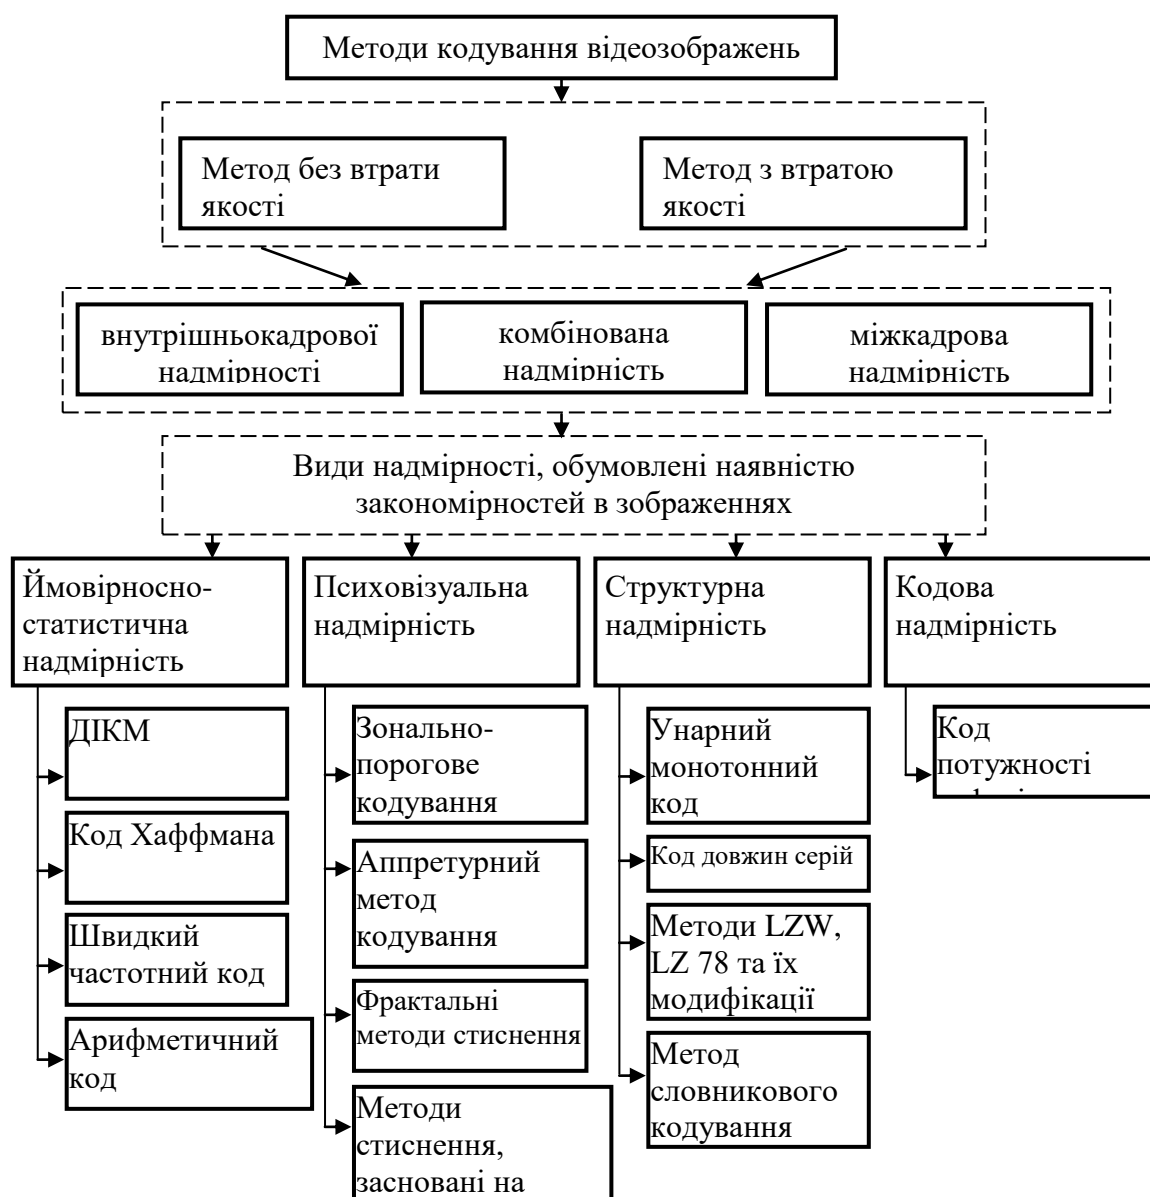 Методи кодування відеозображень
Метод без втрати
якості
Метод з втратою
якості
внутрішньокадрової
надмірності
комбінована
надмірність
міжкадрова
надмірність
Види надмірності, обумовлені наявністю
закономірностей в зображеннях
Ймовірносно-
статистична
надмірність
Психовізуальна
надмірність
Структурна
надмірність
Кодова
надмірність
ДІКМ
Код Хаффмана
Швидкий
частотний код
Арифметичний
код
Зонально-
порогове
кодування
Аппретурний
метод
кодування
Фрактальні
методи стиснення
Методи
стиснення,
засновані на
Унарний
монотонний
код
Код довжин серій
Методи LZW,
LZ 78 та їх
модифікації
Метод
словникового
кодування
Код
потужності